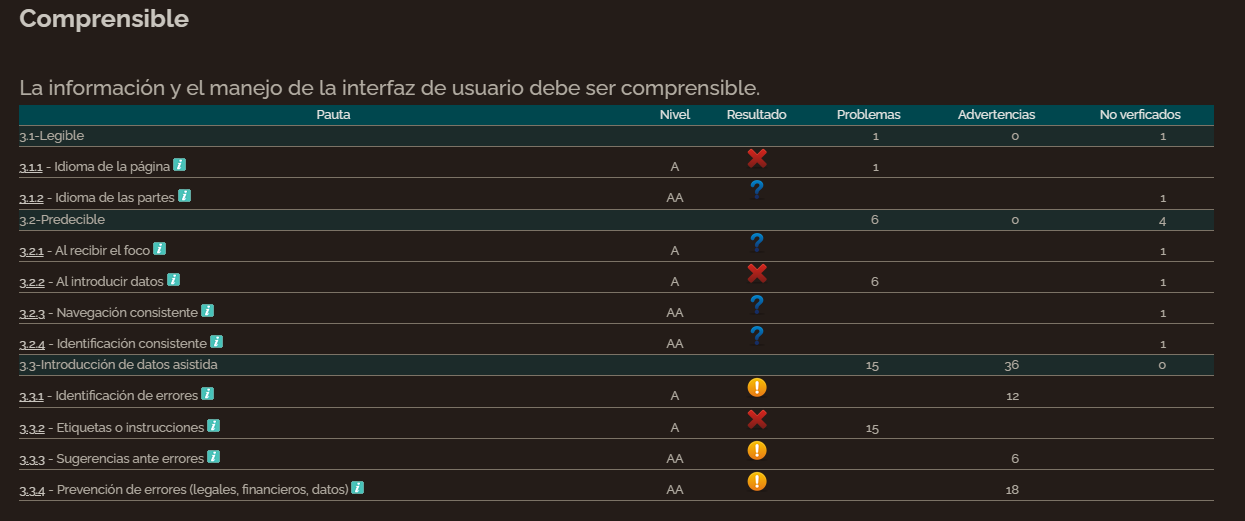 Comprensible
La información y el manejo de la interfaz de usuario debe ser comprensible.
Pauta Nivel Resultado Problemas Advertencias No verficados
3.1-Legible 1 0 1
3.1.1 - Idioma de la página i A 1
3.1.2 - Idioma de las partes i AA ? 1
3.2-Predecible 6 0 4
3.2.1 - Al recibir el foco i A ? 1
3.2.2 - Al introducir datos i A 6 1
3.2.3 - Navegación consistente i AA ? 1
3.2.4 - Identificación consistente i AA ? 1
3.3-Introducción de datos asistida 15 36 0
3.3.1 - Identificación de errores i A ! 12
3.3.2 - Etiquetas o instrucciones i A 15
3.3.3 - Sugerencias ante errores i AA ! 6
3.3.4 - Prevención de errores (legales, financieros, datos) i AA ! 18